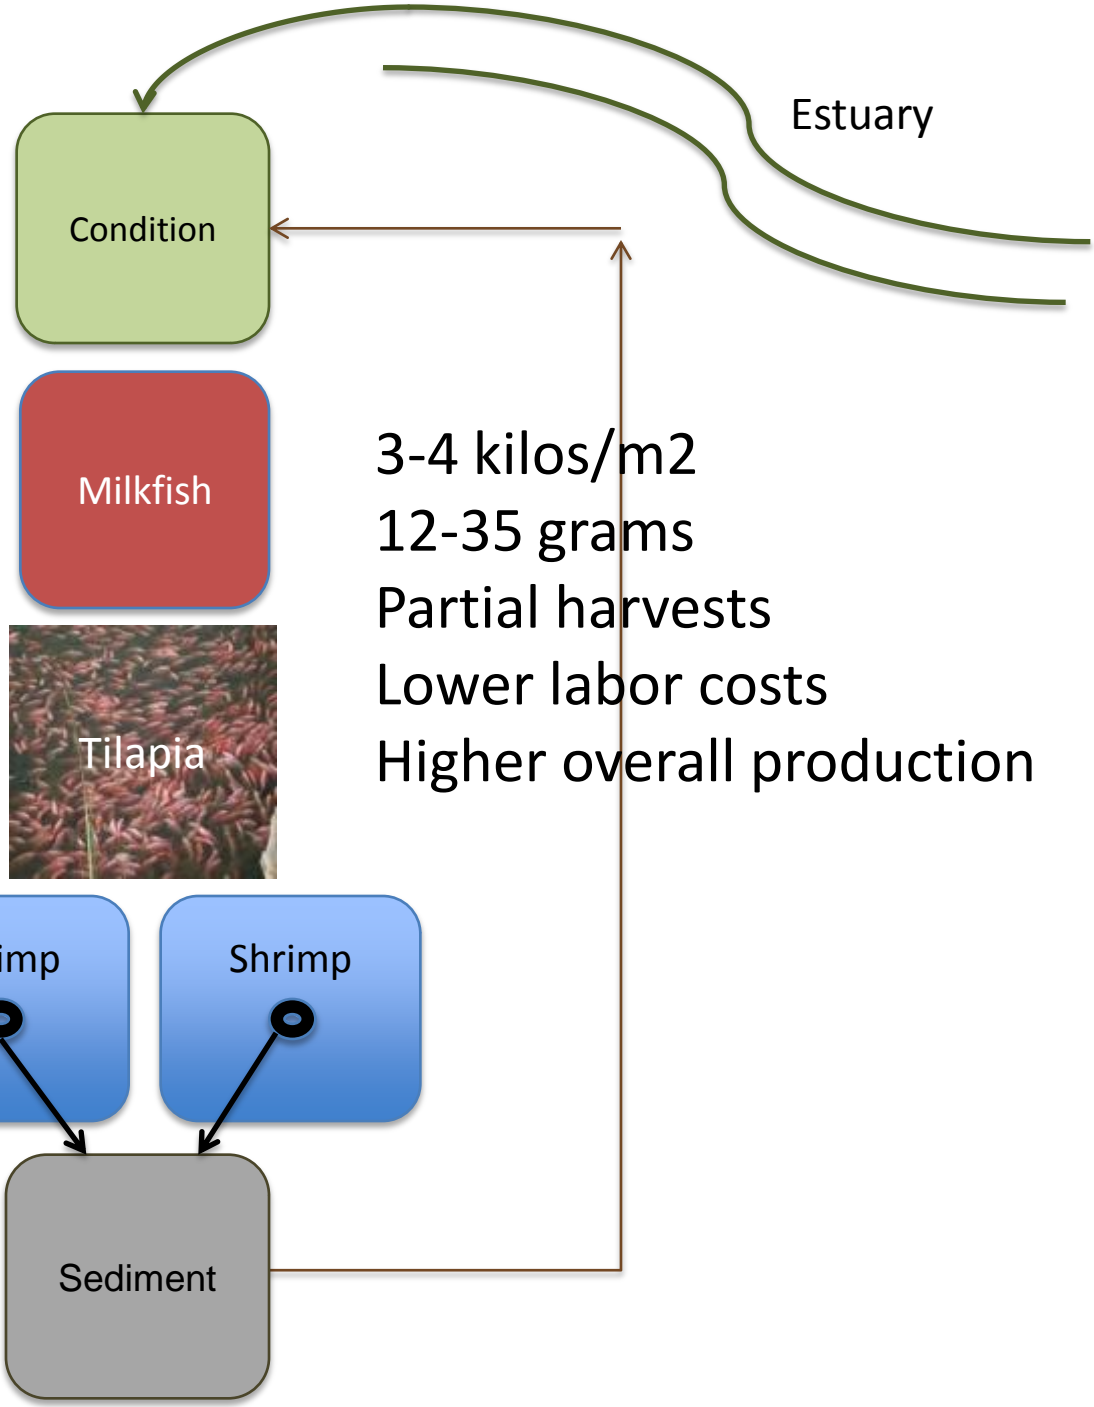 Estuary
Condition
Milkfish
3-4 kilos/m2
12-35 grams
Partial harvests
Lower labor costs
Higher overall production
Tilapia
imp
Shrimp
Sediment